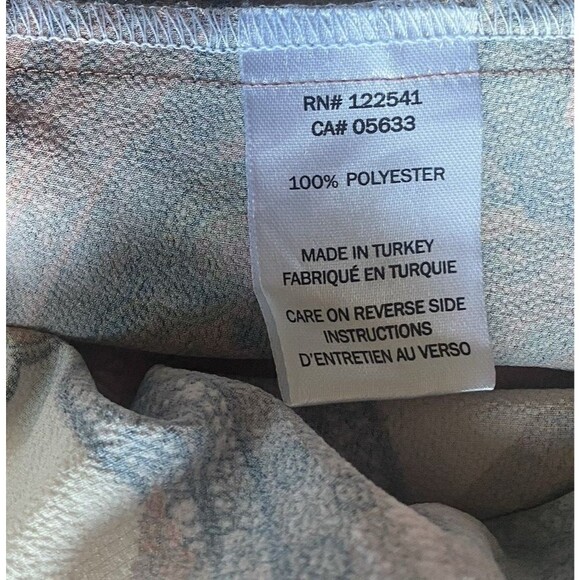 RN# 122541
CA# 05633
100% POLYESTER
MADE IN TURKEY
FABRIQUÉ EN TURQUIE
CARE ON REVERSE SIDE
INSTRUCTIONS
D'ENTRETIEN AU VERSO